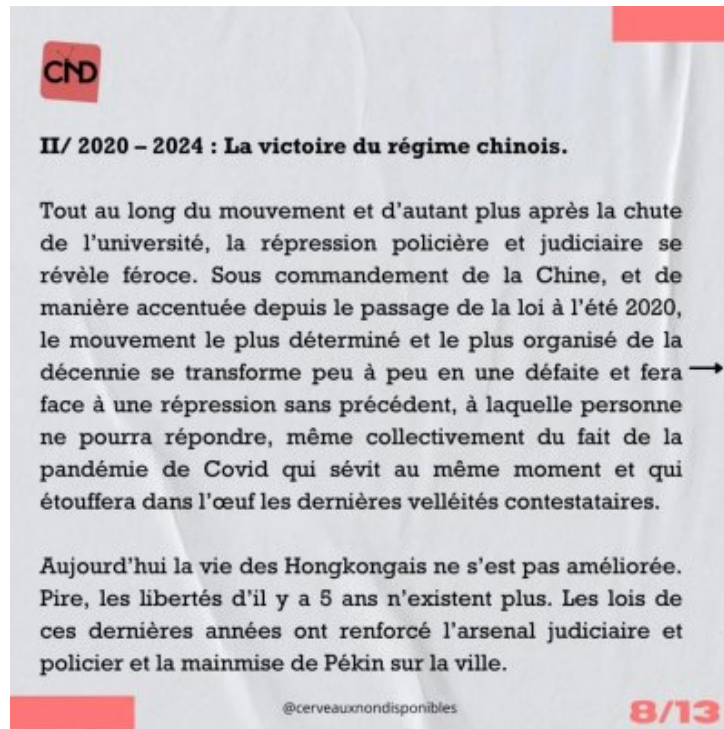 CND
II/ 2020 – 2024 : La victoire du régime chinois.
Tout au long du mouvement et d'autant plus après la chute
de l'université, la répression policière et judiciaire se
révèle féroce. Sous commandement de la Chine, et de
manière accentuée depuis le passage de la loi à l'été 2020,
le mouvement le plus déterminé et le plus organisé de la
décennie se transforme peu à peu en une défaite et fera
face à une répression sans précédent, à laquelle personne
ne pourra répondre, même collectivement du fait de la
pandémie de Covid qui sévit au même moment et qui
étouffera dans l'œuf les dernières velléités contestataires.
Aujourd'hui la vie des Hongkongais ne s'est pas améliorée.
Pire, les libertés d'il y a 5 ans n'existent plus. Les lois de
ces dernières années ont renforcé l'arsenal judiciaire et
policier et la mainmise de Pékin sur la ville.
@cerveauxnondisponibles
8/13